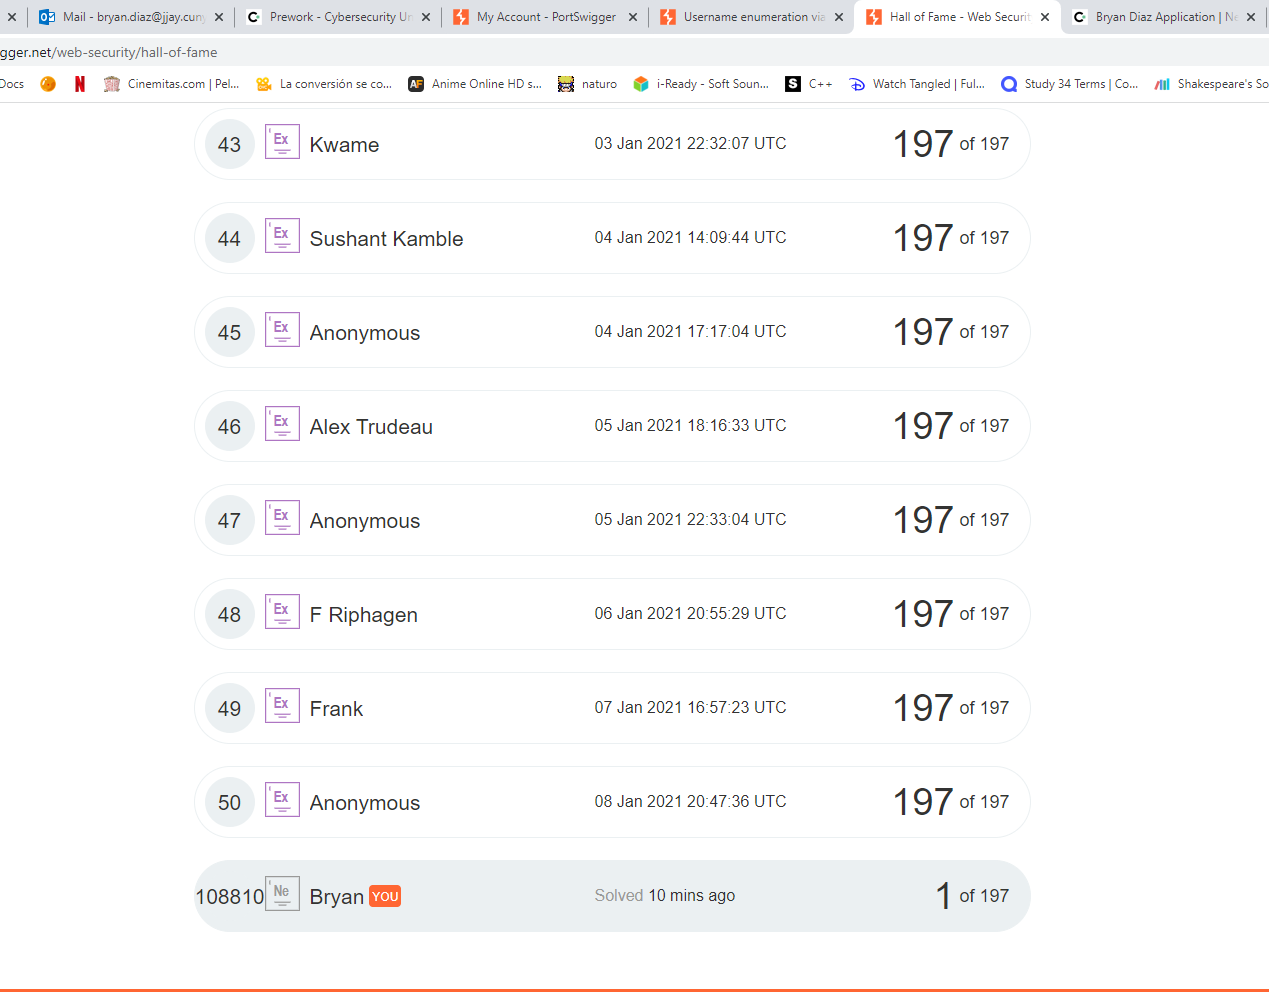 Mail - bryan.diaz@jjay.cuny
Prework - Cybersecurity Un
My Account - PortSwigger
Username enumeration via
Hall of Fame - Web Securit
Bryan Diaz Application | Ne
gger.net/web-security/hall-of-fame
Docs
N
Cinemitas.com | Pel...
La conversión se co...
AF
Anime Online HD s...
naturo
i-Ready - Soft Soun...
S
C++
Watch Tangled | Ful...
Study 34 Terms | Co...
Shakespeare's So
43 Ex Kwame 03 Jan 2021 22:32:07 UTC 197 of 197
44 Ex Sushant Kamble 04 Jan 2021 14:09:44 UTC 197 of 197
45 Ex Anonymous 04 Jan 2021 17:17:04 UTC 197 of 197
46 Ex Alex Trudeau 05 Jan 2021 18:16:33 UTC 197 of 197
47 Ex Anonymous 05 Jan 2021 22:33:04 UTC 197 of 197
48 Ex F Riphagen 06 Jan 2021 20:55:29 UTC 197 of 197
49 Ex Frank 07 Jan 2021 16:57:23 UTC 197 of 197
50 Ex Anonymous 08 Jan 2021 20:47:36 UTC 197 of 197
108810 Ne Bryan YOU Solved 10 mins ago 1 of 197